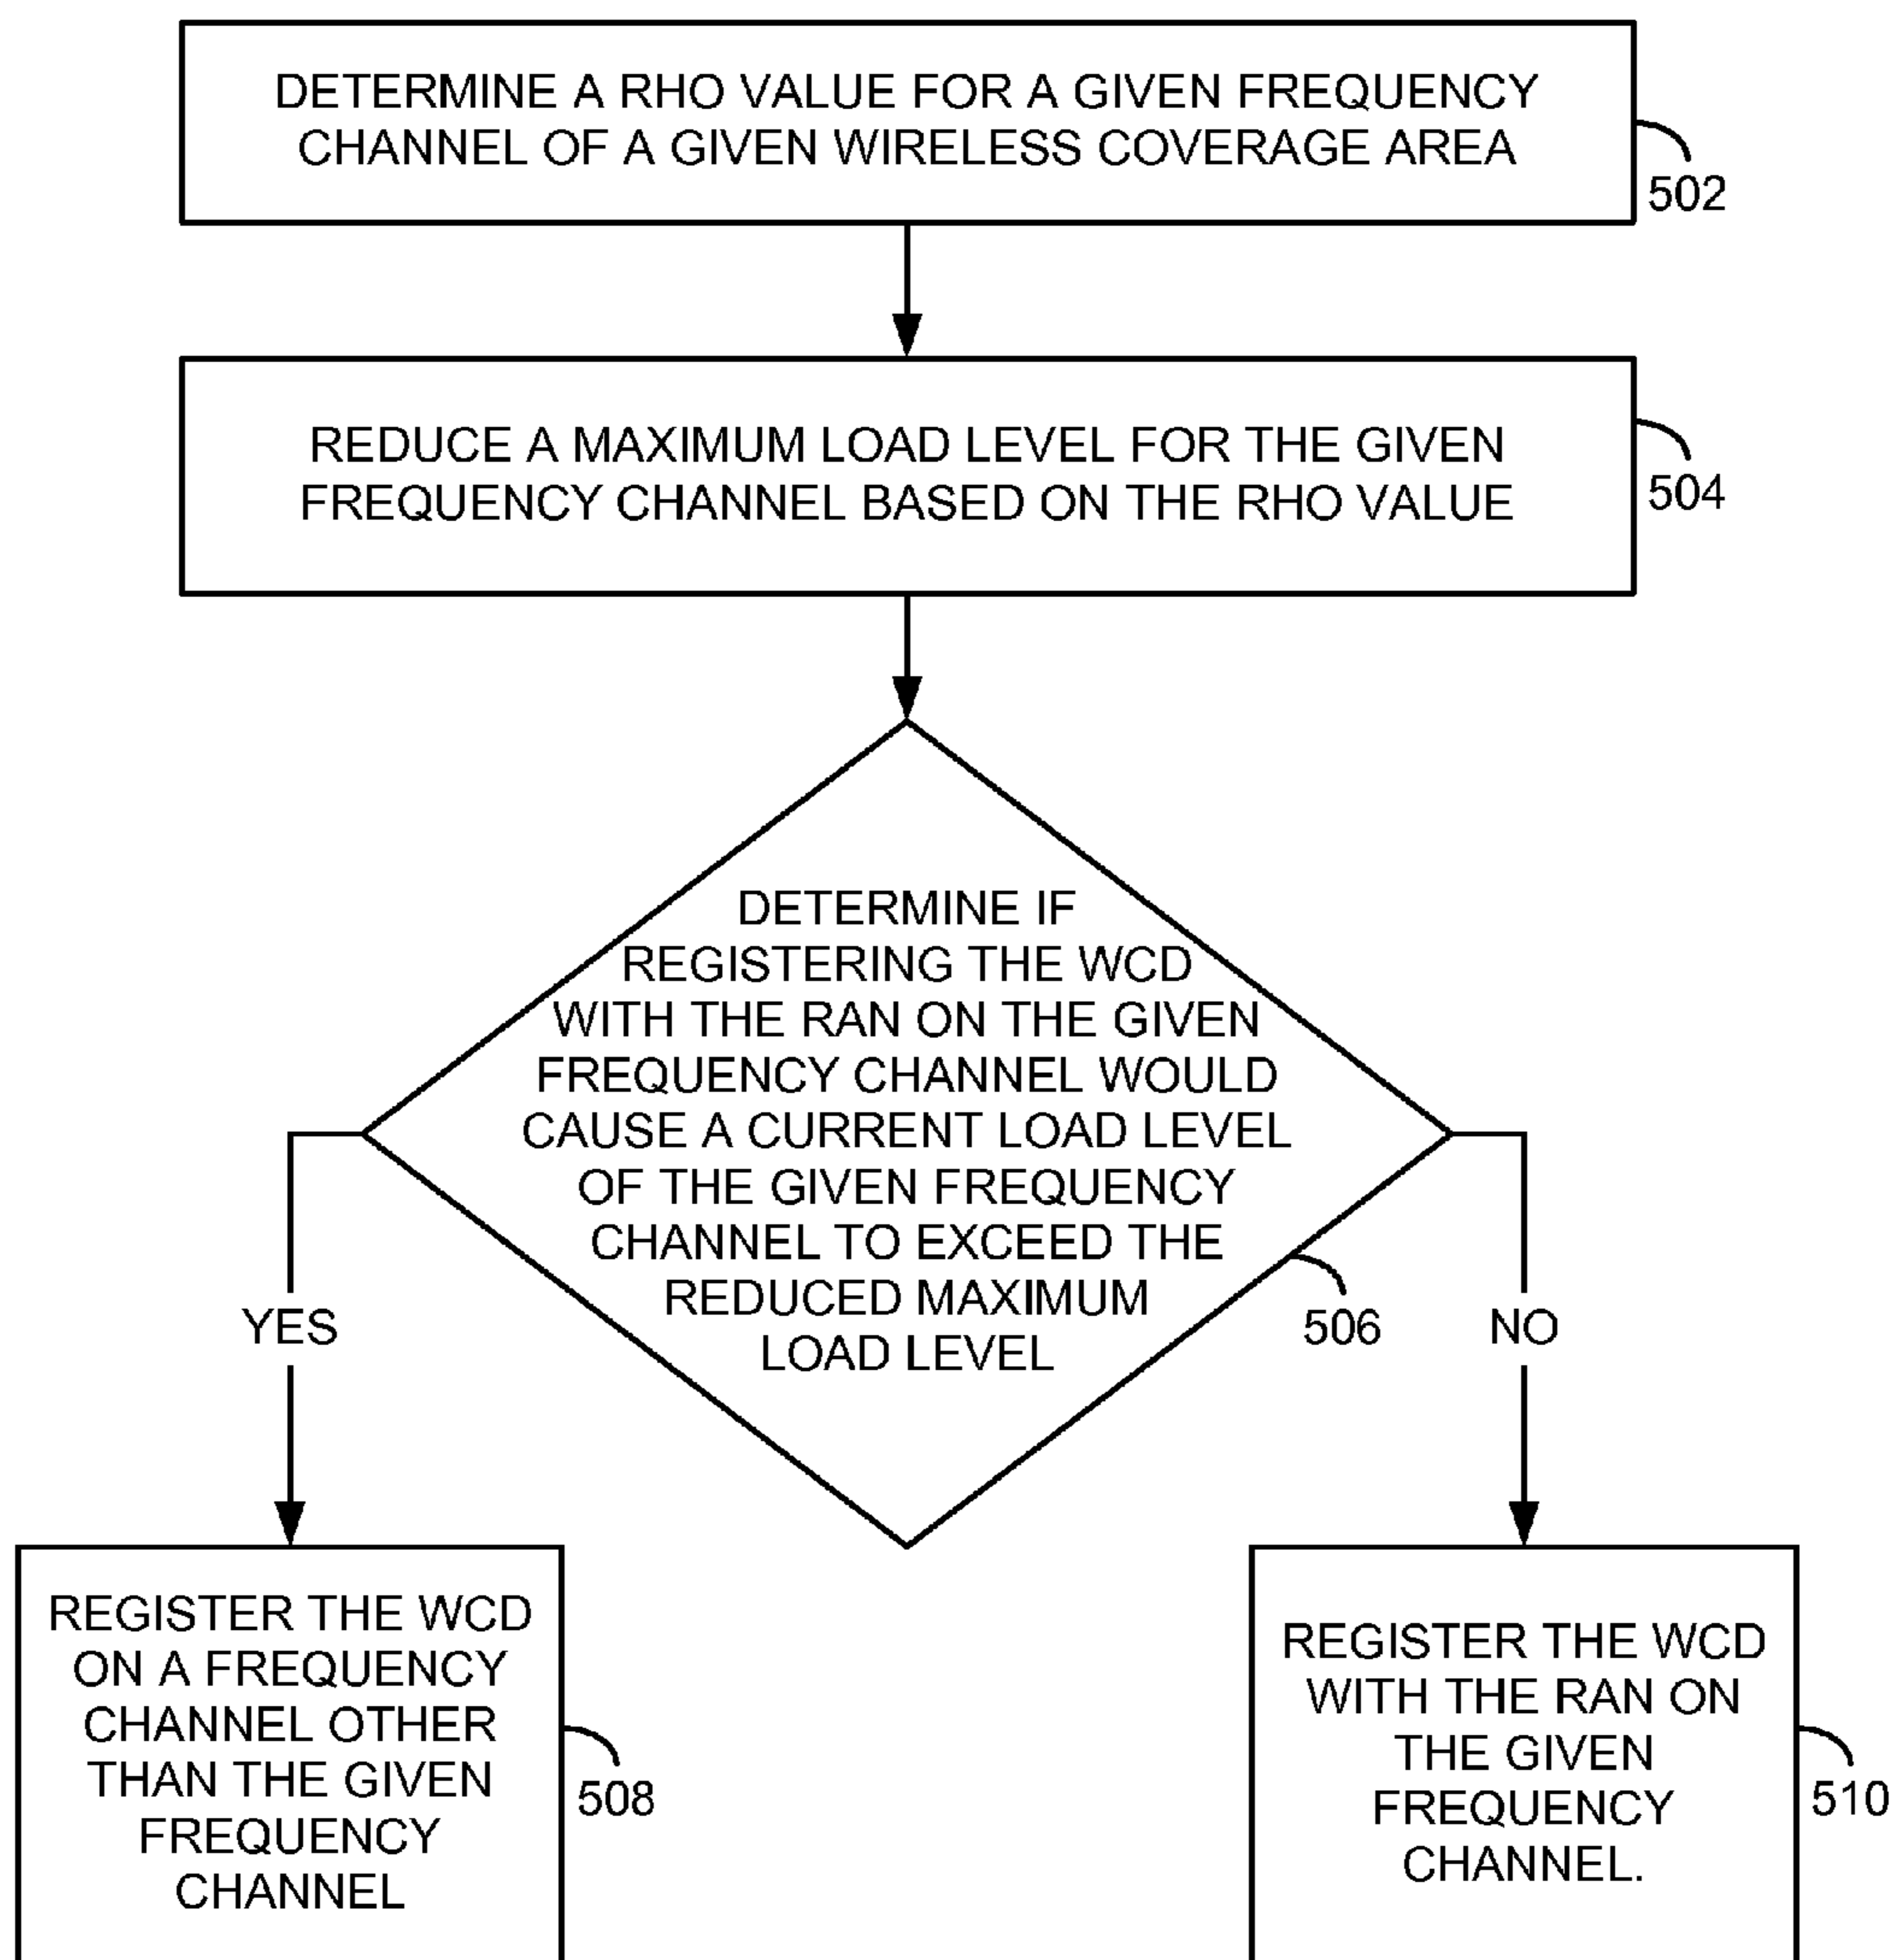 DETERMINE A RHO VALUE FOR A GIVEN FREQUENCY
CHANNEL OF A GIVEN WIRELESS COVERAGE AREA
502
REDUCE A MAXIMUM LOAD LEVEL FOR THE GIVEN
FREQUENCY CHANNEL BASED ON THE RHO VALUE
504
DETERMINE IF
REGISTERING THE WCD
WITH THE RAN ON THE GIVEN
FREQUENCY CHANNEL WOULD
CAUSE A CURRENT LOAD LEVEL
OF THE GIVEN FREQUENCY
CHANNEL TO EXCEED THE
REDUCED MAXIMUM
LOAD LEVEL
506
YES
NO
REGISTER THE WCD
ON A FREQUENCY
CHANNEL OTHER
THAN THE GIVEN
FREQUENCY
CHANNEL
508
REGISTER THE WCD
WITH THE RAN ON
THE GIVEN
FREQUENCY
CHANNEL.
510